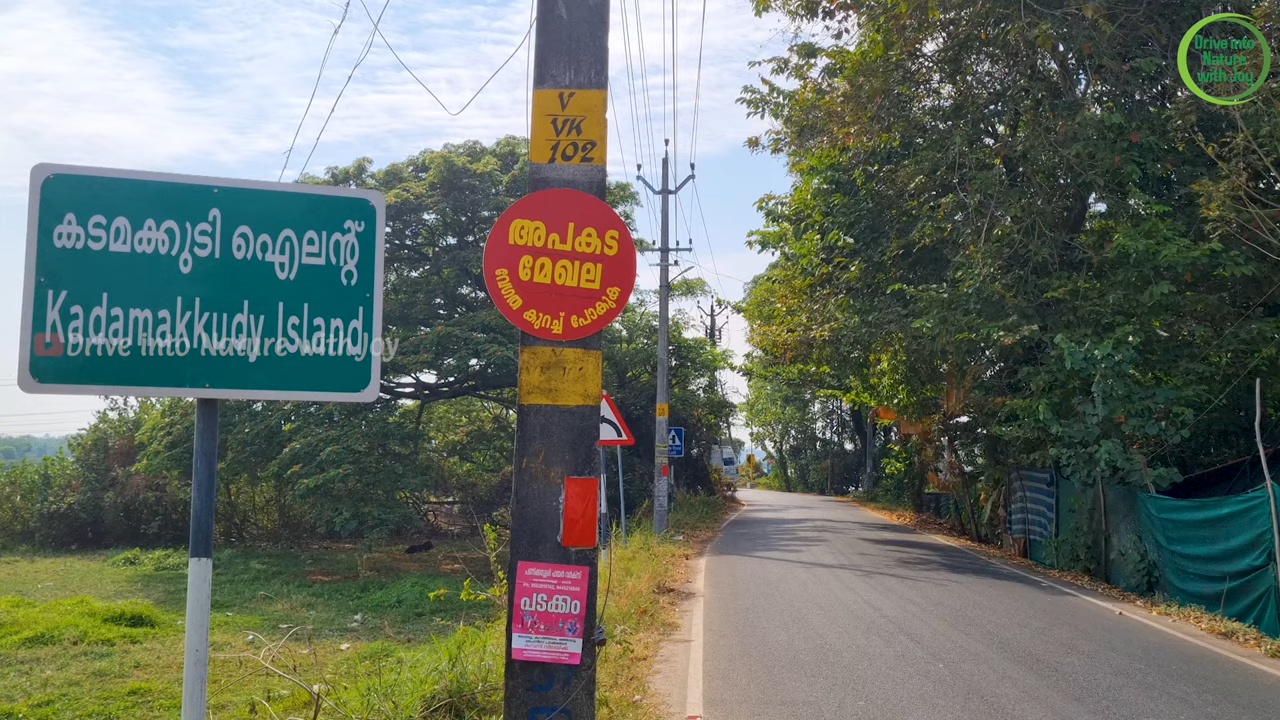 Drive into
Nature
with Joy
കടമക്കുടി ഐലന്റ്
Kadamakkudy Island
Drive into Nature with Joy
V
VK
102
അപകട
മേഖല
വേഗത കുറച്ച് പോകുക
പടക്കം